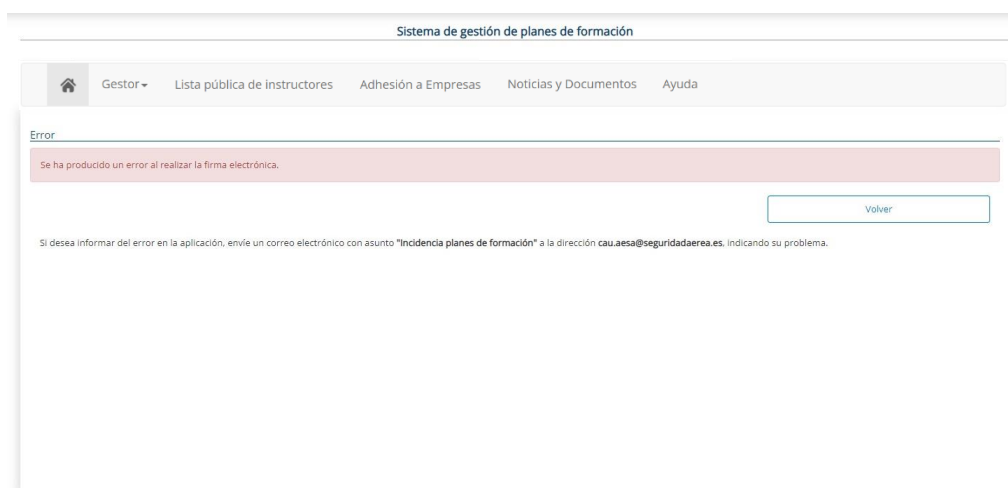 Sistema de gestión de planes de formación
Gestor Lista pública de instructores Adhesión a Empresas Noticias y Documentos Ayuda
Error
Se ha producido un error al realizar la firma electrónica.
Volver
Si desea informar del error en la aplicación, envíe un correo electrónico con asunto "Incidencia planes de formación" a la dirección cau.aesa@seguridadaerea.es, indicando su problema.